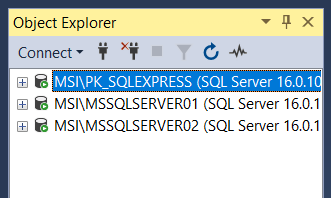 Object Explorer
Connect
MSI\PK_SQLEXPRESS (SQL Server 16.0.10
MSI\MSSQLSERVER01 (SQL Server 16.0.1
MSI\MSSQLSERVER02 (SQL Server 16.0.1